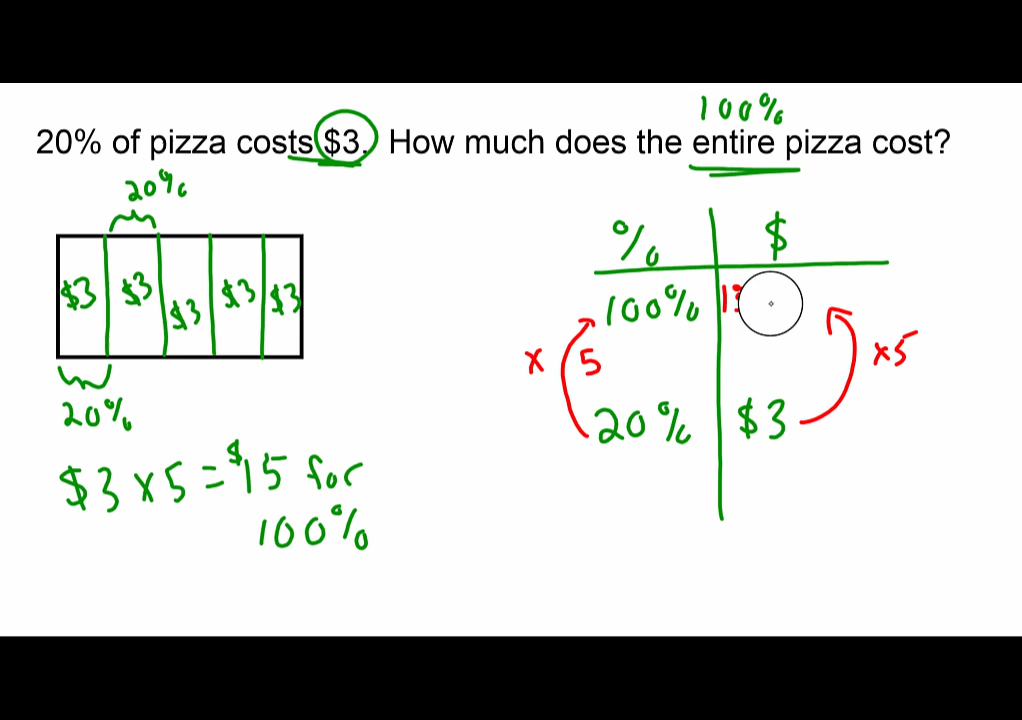 100%
20% of pizza costs $3. How much does the entire pizza cost?
20%
$3 $3 $3 $3 $3
20%
$3 x 5 = $15 for
100%
% $
100%
x 5 x5
20% $3